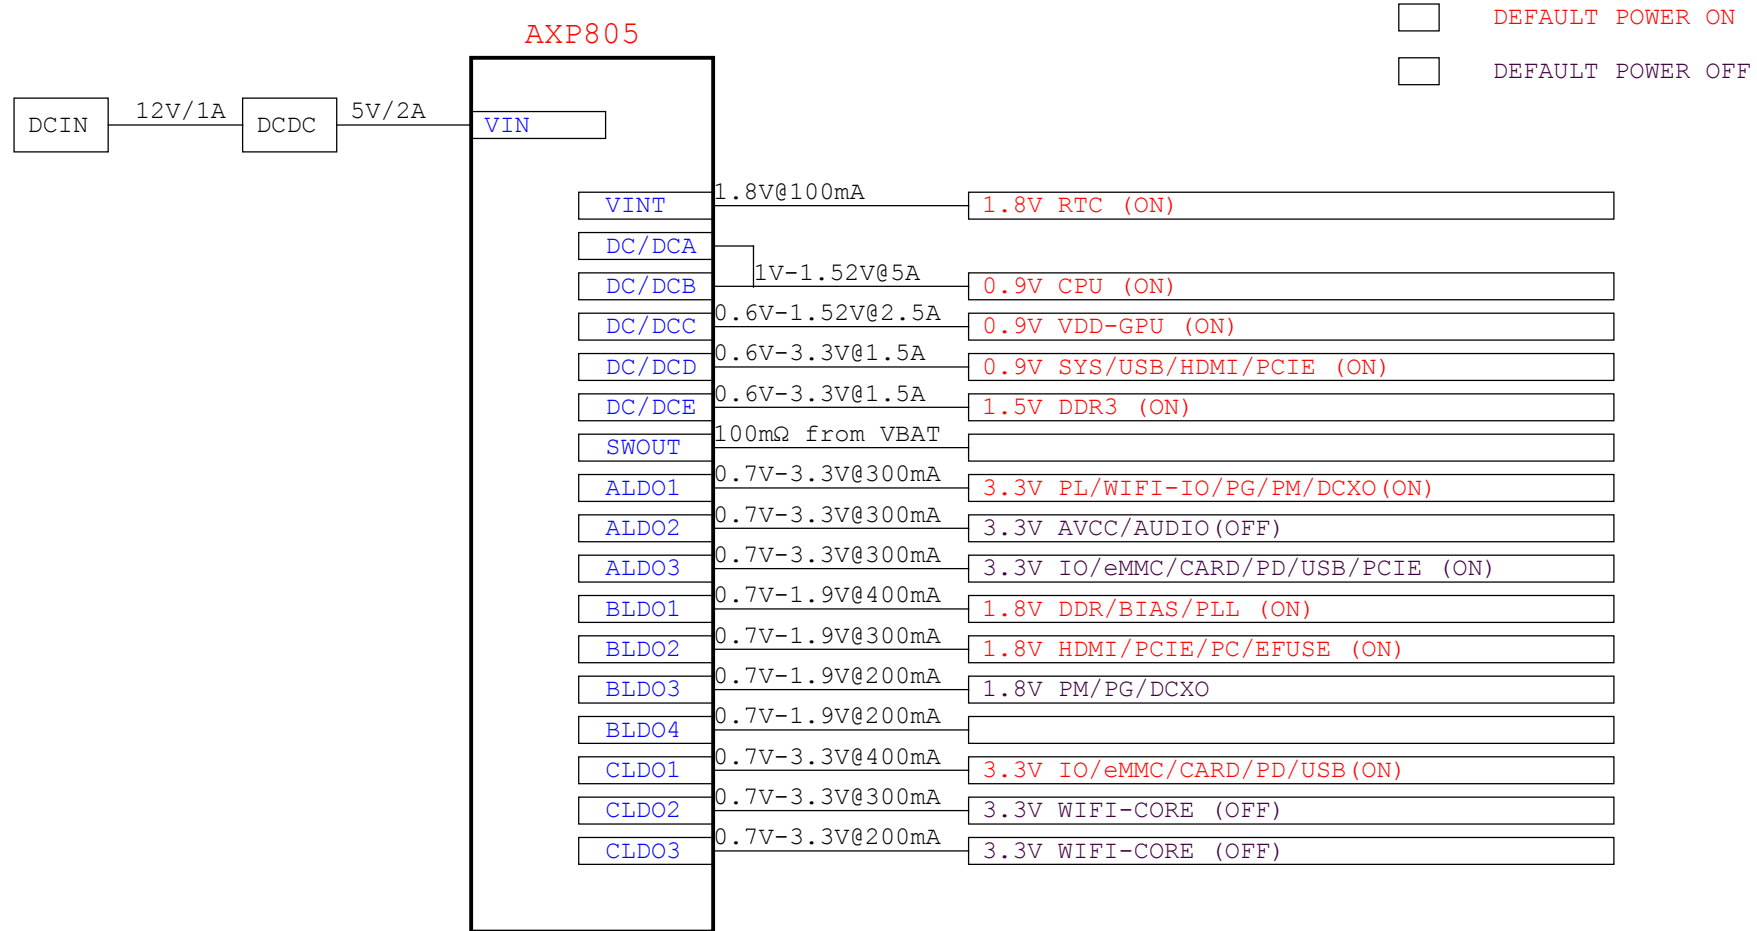 DEFAULT POWER ON
AXP805
DEFAULT POWER OFF
DCIN 12V/1A DCDC 5V/2A VIN
VINT 1.8V@100mA 1.8V RTC (ON)
DC/DCA
DC/DCB 1V-1.52V@5A 0.9V CPU (ON)
DC/DCC 0.6V-1.52V@2.5A 0.9V VDD-GPU (ON)
DC/DCD 0.6V-3.3V@1.5A 0.9V SYS/USB/HDMI/PCIE (ON)
DC/DCE 0.6V-3.3V@1.5A 1.5V DDR3 (ON)
SWOUT 100mΩ from VBAT
ALDO1 0.7V-3.3V@300mA 3.3V PL/WIFI-IO/PG/PM/DCXO(ON)
ALDO2 0.7V-3.3V@300mA 3.3V AVCC/AUDIO(OFF)
ALDO3 0.7V-3.3V@300mA 3.3V IO/eMMC/CARD/PD/USB/PCIE (ON)
BLDO1 0.7V-1.9V@400mA 1.8V DDR/BIAS/PLL (ON)
BLDO2 0.7V-1.9V@300mA 1.8V HDMI/PCIE/PC/EFUSE (ON)
BLDO3 0.7V-1.9V@200mA 1.8V PM/PG/DCXO
BLDO4 0.7V-1.9V@200mA
CLDO1 0.7V-3.3V@400mA 3.3V IO/eMMC/CARD/PD/USB(ON)
CLDO2 0.7V-3.3V@300mA 3.3V WIFI-CORE (OFF)
CLDO3 0.7V-3.3V@200mA 3.3V WIFI-CORE (OFF)